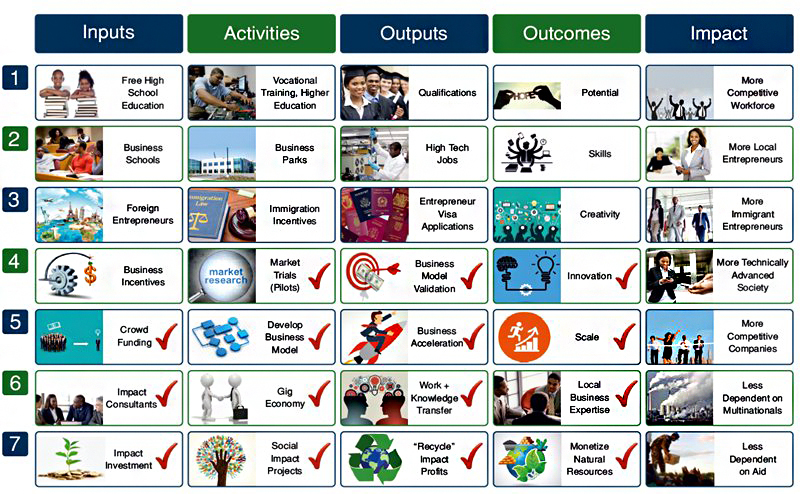 Inputs
Activities
Outputs
Outcomes
Impact
1
Free High
School
Education
Vocational
Training, Higher
Education
Qualifications
HOPE
Potential
More
Competitive
Workforce
2
Business
Schools
Business
Parks
High Tech
Jobs
Skills
More Local
Entrepreneurs
3
Foreign
Entrepreneurs
Immigration
Law
Immigration
Incentives
Entrepreneur
Visa
Applications
Creativity
More
Immigrant
Entrepreneurs
4
Business
Incentives
market
research
Market
Trials
(Pilots)
Business
Model
Validation
Innovation
More Technically
Advanced
Society
5
Crowd
Funding
Develop
Business
Model
Business
Acceleration
Scale
More
Competitive
Companies
6
Impact
Consultants
Gig
Economy
Work +
Knowledge
Transfer
Local
Business
Expertise
Less
Dependent on
Multinationals
7
Impact
Investment
Social
Impact
Projects
“Recycle”
Impact
Profits
Monetize
Natural
Resources
Less
Dependent
on Aid